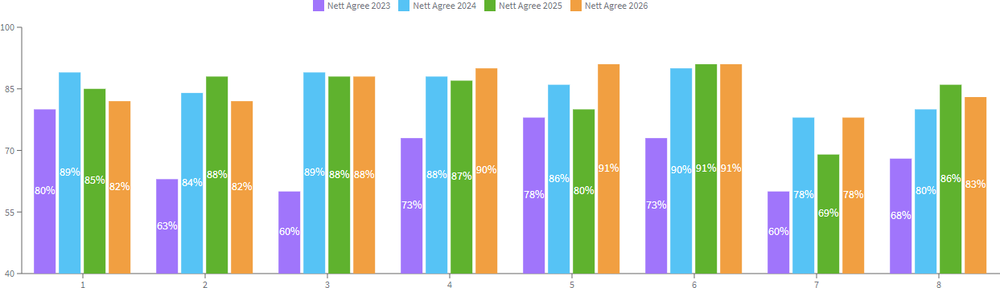 Nett Agree 2023 Nett Agree 2024 Nett Agree 2025 Nett Agree 2026
100
85
70
55
40
80% 89% 85% 82%
63% 84% 88% 82%
60% 89% 88% 88%
73% 88% 87% 90%
78% 86% 80% 91%
73% 90% 91% 91%
60% 78% 69% 78%
68% 80% 86% 83%
1 2 3 4 5 6 7 8